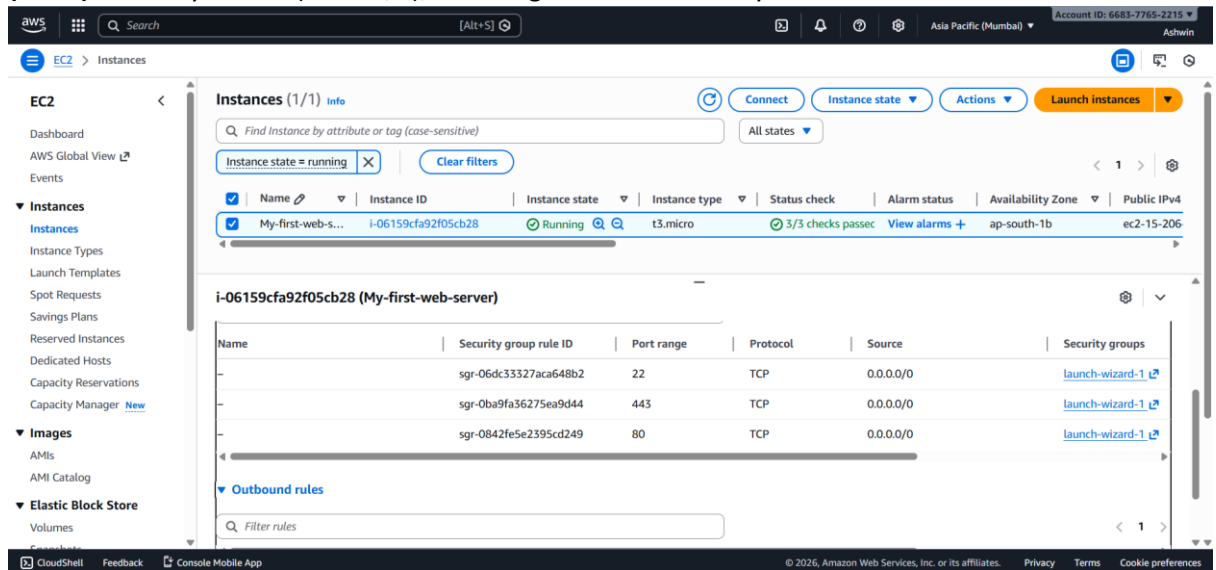 aws Search [Alt+S] Asia Pacific (Mumbai) ▼ Account ID: 6683-7765-2215 ▼
Ashwin
EC2 > Instances
EC2
Dashboard
AWS Global View
Events
▼ Instances
Instances
Instance Types
Launch Templates
Spot Requests
Savings Plans
Reserved Instances
Dedicated Hosts
Capacity Reservations
Capacity Manager New
▼ Images
AMIs
AMI Catalog
▼ Elastic Block Store
Volumes
Instances (1/1) Info Connect Instance state ▼ Actions ▼ Launch instances ▼
Find Instance by attribute or tag (case-sensitive) All states ▼
Instance state = running X Clear filters < 1 >
Name Instance ID Instance state Instance type Status check Alarm status Availability Zone Public IPv4
My-first-web-s... i-06159cfa92f05cb28 Running t3.micro 3/3 checks passec View alarms + ap-south-1b ec2-15-206-
i-06159cfa92f05cb28 (My-first-web-server)
Name Security group rule ID Port range Protocol Source Security groups
– sgr-06dc33327aca648b2 22 TCP 0.0.0.0/0 launch-wizard-1
– sgr-0ba9fa36275ea9d44 443 TCP 0.0.0.0/0 launch-wizard-1
– sgr-0842fe5e2395cd249 80 TCP 0.0.0.0/0 launch-wizard-1
▼ Outbound rules
Filter rules < 1 >
CloudShell Feedback Console Mobile App © 2026, Amazon Web Services, Inc. or its affiliates. Privacy Terms Cookie preferences